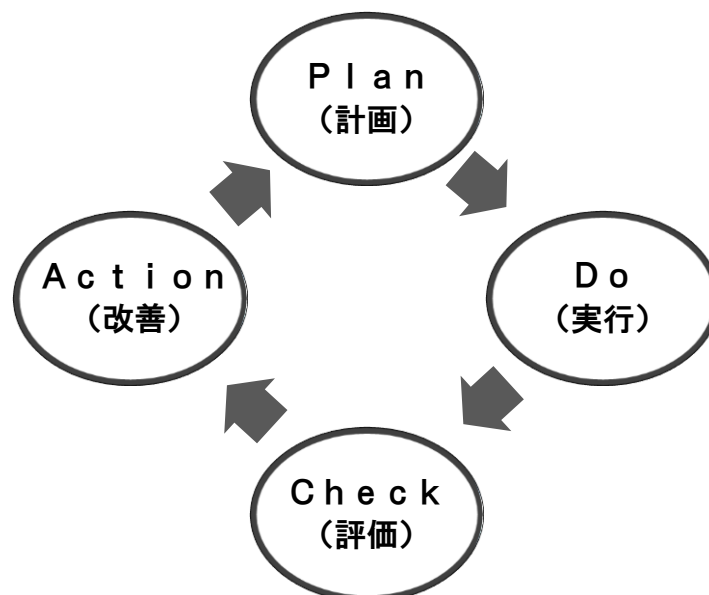 Ｐｌａｎ
（計画）
Ｄｏ
（実行）
Ｃｈｅｃｋ
（評価）
Ａｃｔｉｏｎ
（改善）